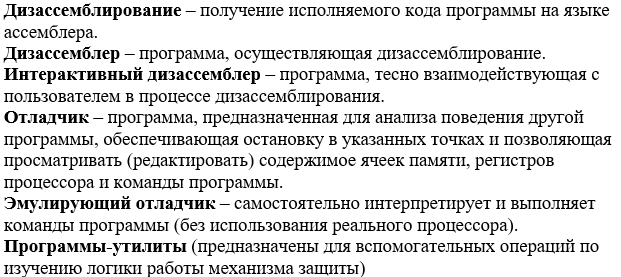 Дизассемблирование – получение исполняемого кода программы на языке
ассемблера.
Дизассемблер – программа, осуществляющая дизассемблирование.
Интерактивный дизассемблер – программа, тесно взаимодействующая с
пользователем в процессе дизассемблирования.
Отладчик – программа, предназначенная для анализа поведения другой
программы, обеспечивающая остановку в указанных точках и позволяющая
просматривать (редактировать) содержимое ячеек памяти, регистров
процессора и команды программы.
Эмулирующий отладчик – самостоятельно интерпретирует и выполняет
команды программы (без использования реального процессора).
Программы-утилиты (предназначены для вспомогательных операций по
изучению логики работы механизма защиты)